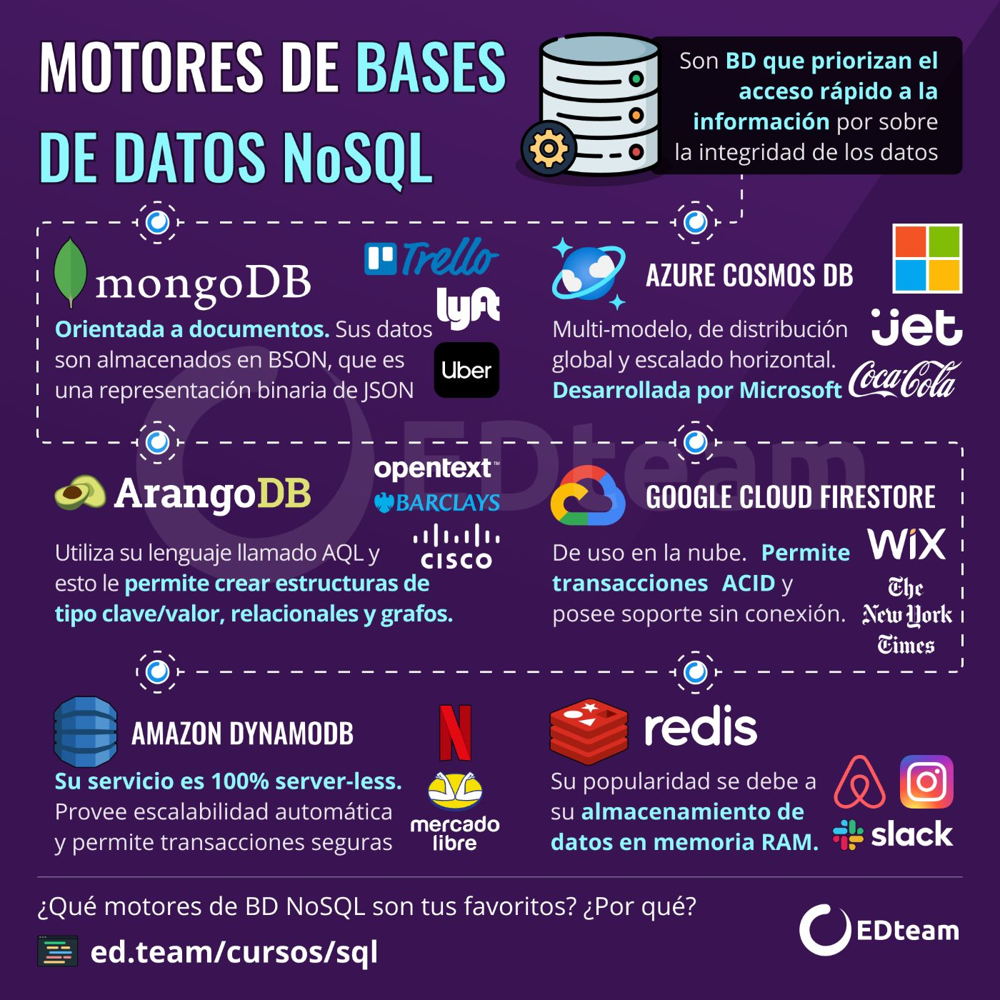 MOTORES DE BASES
DE DATOS NoSQL
Son BD que priorizan el
acceso rápido a la
información por sobre
la integridad de los datos
mongoDB
Trello
lyft
Uber
Orientada a documentos. Sus datos
son almacenados en BSON, que es
una representación binaria de JSON
AZURE COSMOS DB
jet
Coca-Cola
Multi-modelo, de distribución
global y escalado horizontal.
Desarrollada por Microsoft
EDteam
ArangoDB
opentext™
BARCLAYS
CISCO
Utiliza su lenguaje llamado AQL y
esto le permite crear estructuras de
tipo clave/valor, relacionales y grafos.
GOOGLE CLOUD FIRESTORE
WiX
The
New York
Times
De uso en la nube. Permite
transacciones ACID y
posee soporte sin conexión.
AMAZON DYNAMODB
N
mercado
libre
Su servicio es 100% server-less.
Provee escalabilidad automática
y permite transacciones seguras
redis
slack
Su popularidad se debe a
su almacenamiento de
datos en memoria RAM.
¿Qué motores de BD NoSQL son tus favoritos? ¿Por qué?
ed.team/cursos/sql
EDteam